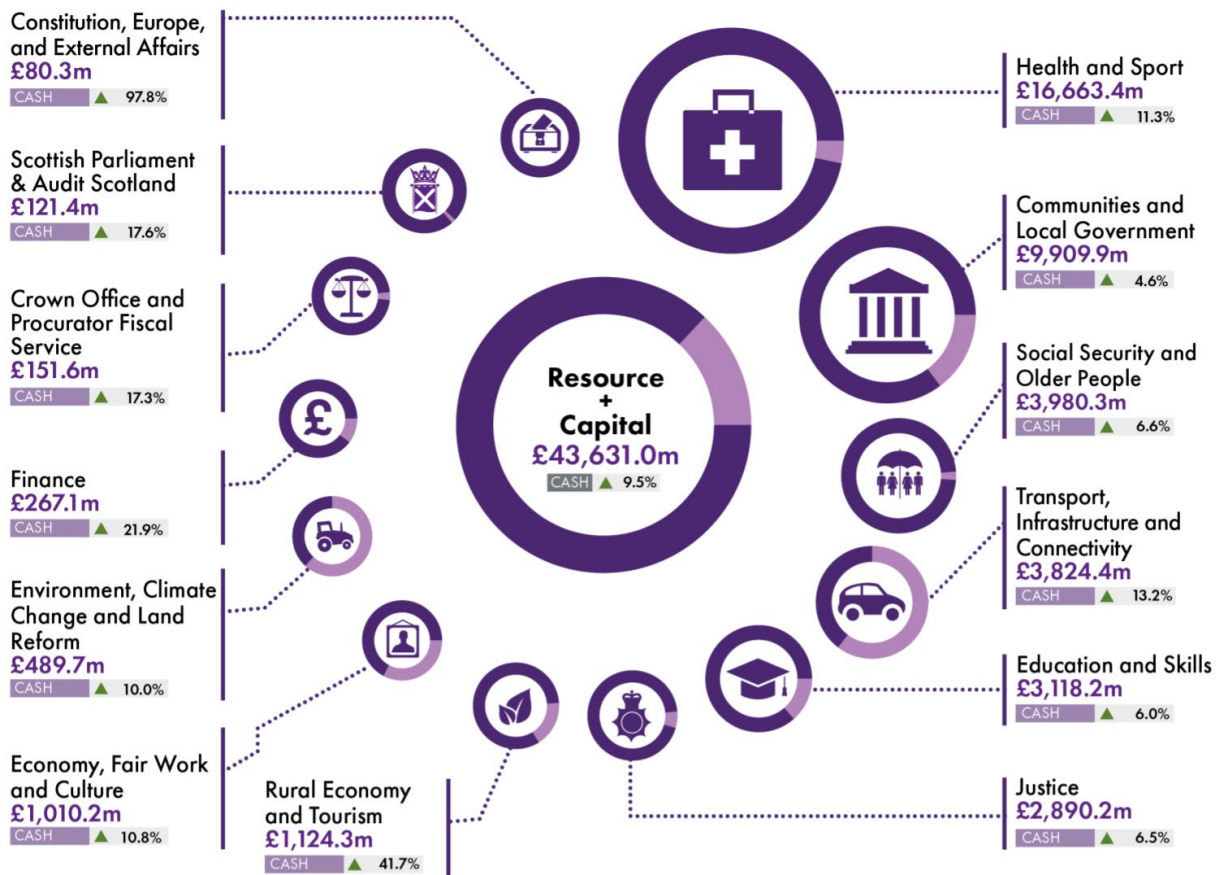 Constitution, Europe,
and External Affairs
£80.3m
CASH ▲ 97.8%
Scottish Parliament
& Audit Scotland
£121.4m
CASH ▲ 17.6%
Crown Office and
Procurator Fiscal
Service
£151.6m
CASH ▲ 17.3%
Finance
£267.1m
CASH ▲ 21.9%
Environment, Climate
Change and Land
Reform
£489.7m
CASH ▲ 10.0%
Economy, Fair Work
and Culture
£1,010.2m
CASH ▲ 10.8%
Rural Economy
and Tourism
£1,124.3m
CASH ▲ 41.7%
£
Resource
+
Capital
£43,631.0m
CASH ▲ 9.5%
Health and Sport
£16,663.4m
CASH ▲ 11.3%
Communities and
Local Government
£9,909.9m
CASH ▲ 4.6%
Social Security and
Older People
£3,980.3m
CASH ▲ 6.6%
Transport,
Infrastructure and
Connectivity
£3,824.4m
CASH ▲ 13.2%
Education and Skills
£3,118.2m
CASH ▲ 6.0%
Justice
£2,890.2m
CASH ▲ 6.5%